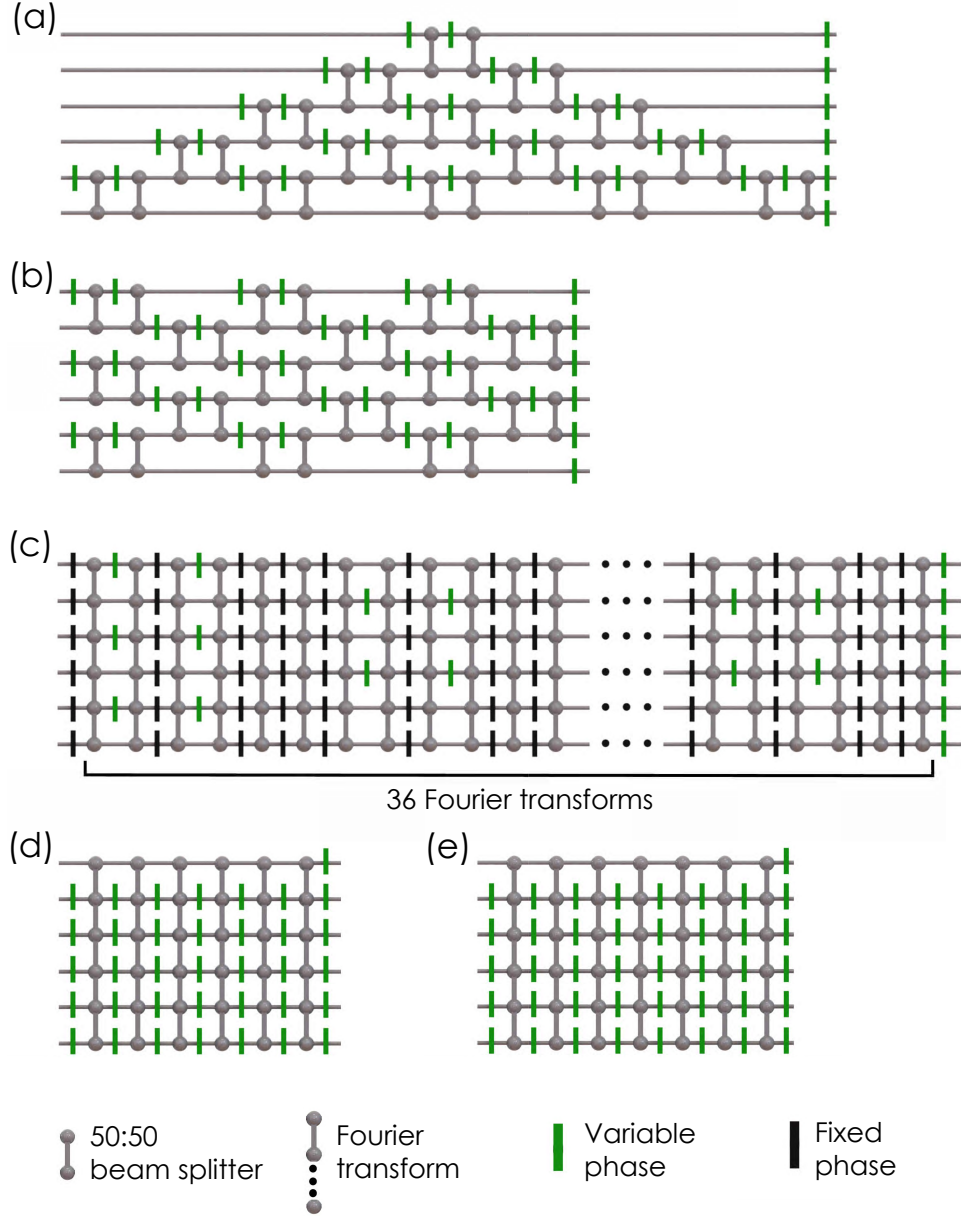 (a)
(b)
(c)
36 Fourier transforms
(d)
(e)
50:50
beam splitter
Fourier
transform
Variable
phase
Fixed
phase